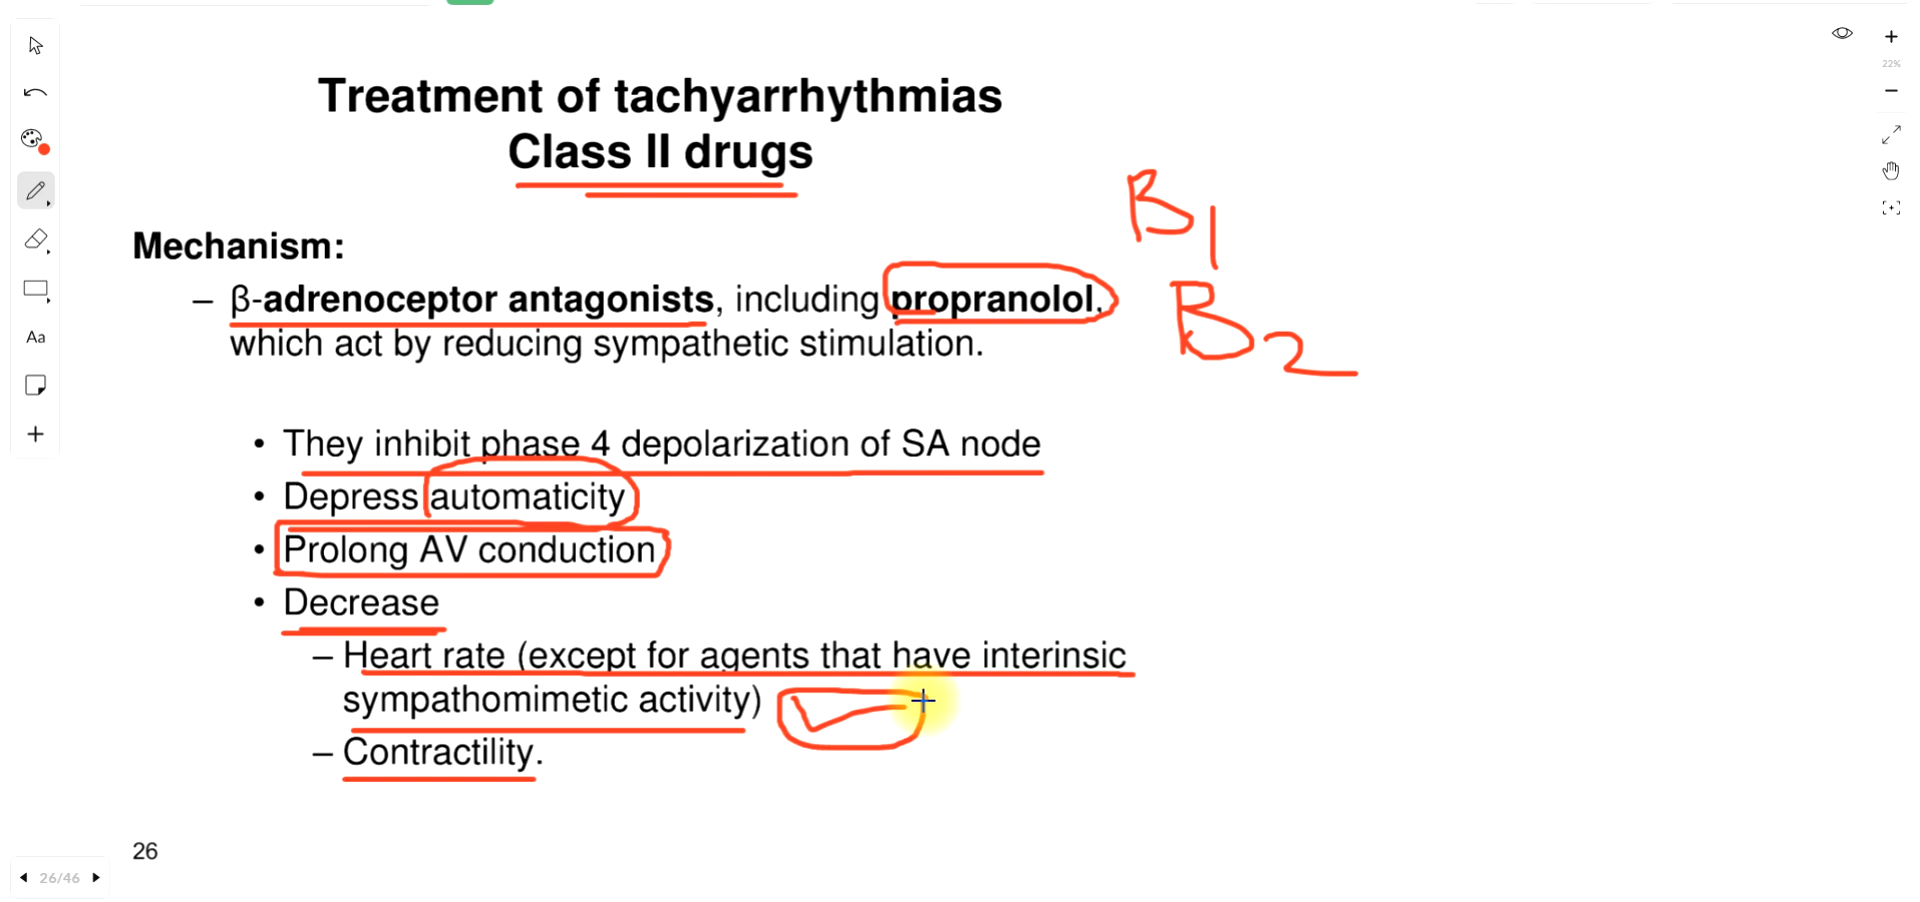 Treatment of tachyarrhythmias
Class II drugs
B1
Mechanism:
– β-adrenoceptor antagonists, including propranolol,
B2
which act by reducing sympathetic stimulation.
• They inhibit phase 4 depolarization of SA node
• Depress automaticity
• Prolong AV conduction
• Decrease
– Heart rate (except for agents that have interinsic
sympathomimetic activity)
– Contractility.
26
26/46
Aa
22%